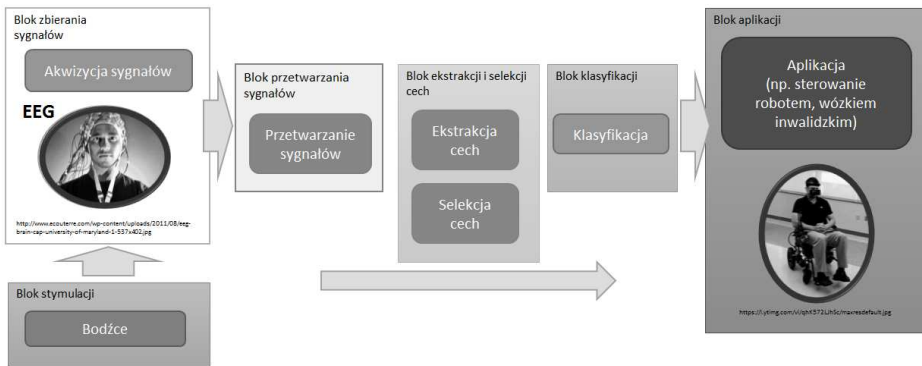 Blok zbierania
sygnałów
Akwizycja sygnałów
EEG
http://www.ecouterre.com/wp-content/uploads/2011/08/eeg-
brain-cap-university-of-maryland-1-537x402.jpg
Blok stymulacji
Bodźce
Blok przetwarzania
sygnałów
Przetwarzanie
sygnałów
Blok ekstrakcji i selekcji
cech
Ekstrakcja
cech
Selekcja
cech
Blok klasyfikacji
Klasyfikacja
Blok aplikacji
Aplikacja
(np. sterowanie
robotem, wózkiem
inwalidzkim)